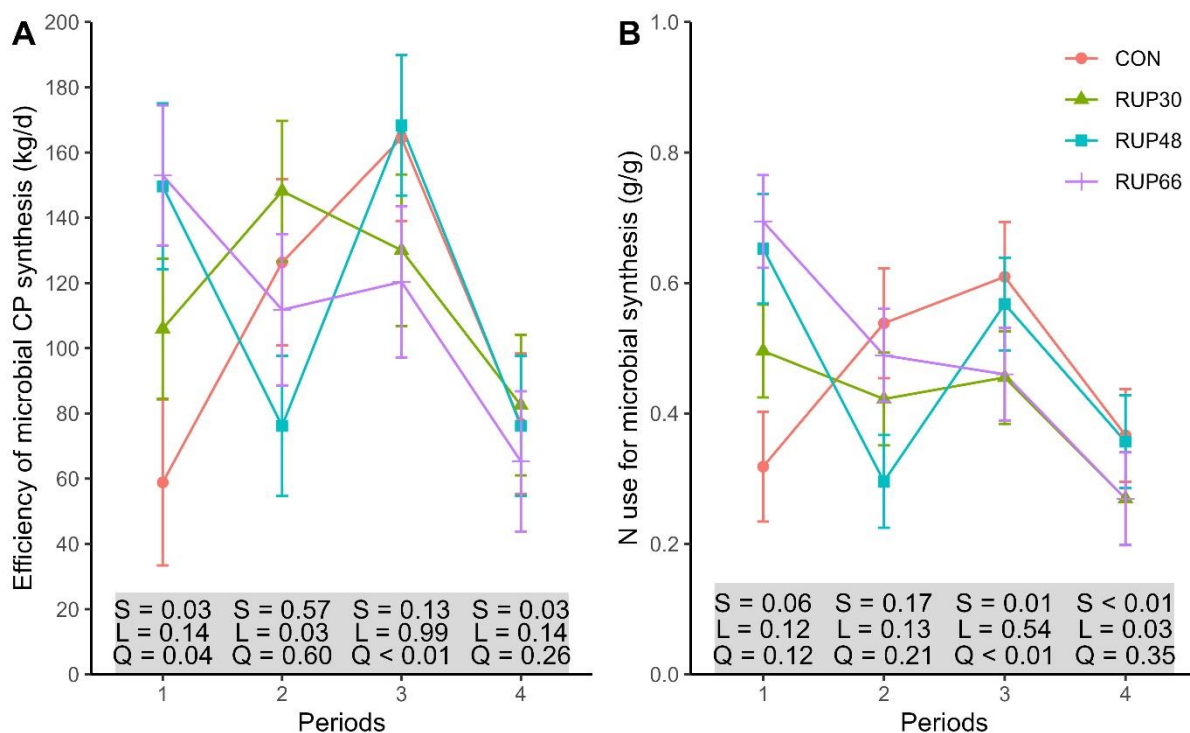 A
Efficiency of microbial CP synthesis (kg/d)
200
180
160
140
120
100
80
60
40
20
0
S = 0.03 S = 0.57 S = 0.13 S = 0.03
L = 0.14 L = 0.03 L = 0.99 L = 0.14
Q = 0.04 Q = 0.60 Q < 0.01 Q = 0.26
1 2 3 4
Periods
B
N use for microbial synthesis (g/g)
1.0
0.8
0.6
0.4
0.2
0.0
CON
RUP30
RUP48
RUP66
S = 0.06 S = 0.17 S = 0.01 S < 0.01
L = 0.12 L = 0.13 L = 0.54 L = 0.03
Q = 0.12 Q = 0.21 Q < 0.01 Q = 0.35
1 2 3 4
Periods